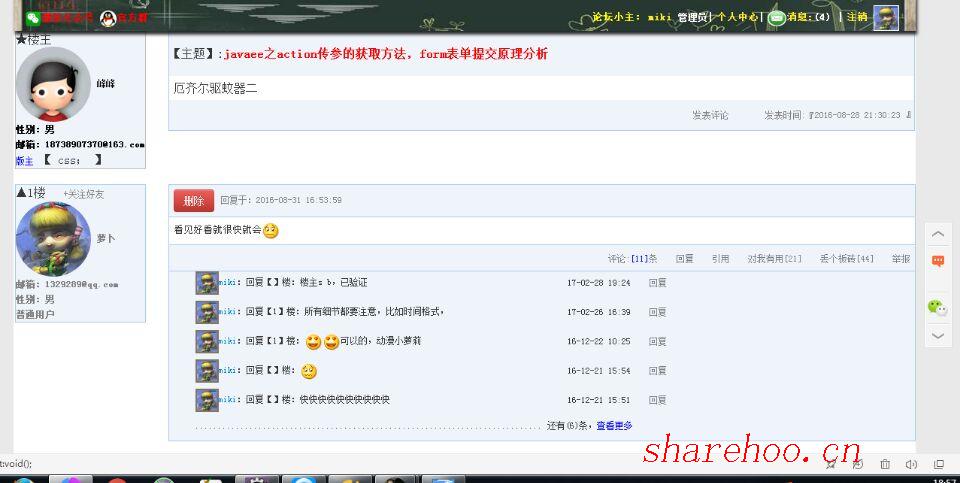 论坛小主: miki 管理员| 个人中心| 消息:(4) | 注销
★楼主
峰峰
性别: 男
邮箱: 18738907370@163.com
版主 【 css; 】
【主题】:javaee之action传参的获取方法，form表单提交原理分析
厄齐尔驱蚊器二
发表评论 发表时间:『2016-08-28 21:30:23 』
▲1楼 +关注好友
萝卜
邮箱: 1329289@qq.com
性别: 男
普通用户
删除 回复于: 2016-08-31 16:53:59
看见好看就很快就会
评论:[11]条 回复 引用 对我有用[21] 丢个板砖[44] 举报
miki: 回复【】楼: 楼主s b，已验证 17-02-28 19:24 回复
miki: 回复【1】楼: 所有细节都要注意，比如时间格式， 17-02-26 16:39 回复
miki: 回复【1】楼: 可以的，动漫小萝莉 16-12-22 10:25 回复
miki: 回复【】楼: 16-12-21 15:54 回复
miki: 回复【】楼: 快快快快快快快快快快 16-12-21 15:51 回复
还有(6)条，查看更多
sharehoo.cn
t:void();
18:57